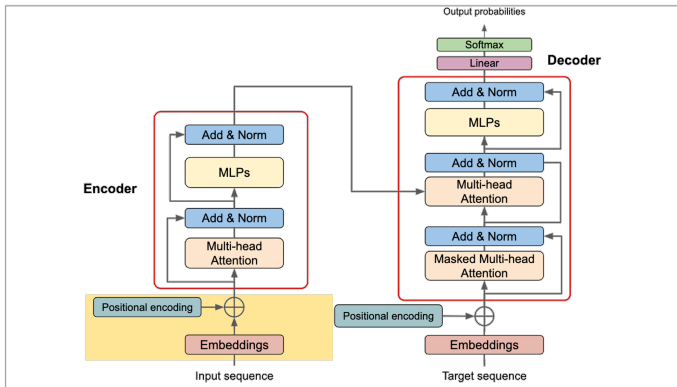 Output probabilities
Softmax
Linear
Decoder
Add & Norm
MLPs
Add & Norm
Multi-head
Attention
Add & Norm
Masked Multi-head
Attention
Positional encoding
Embeddings
Target sequence
Encoder
Add & Norm
MLPs
Add & Norm
Multi-head
Attention
Positional encoding
Embeddings
Input sequence